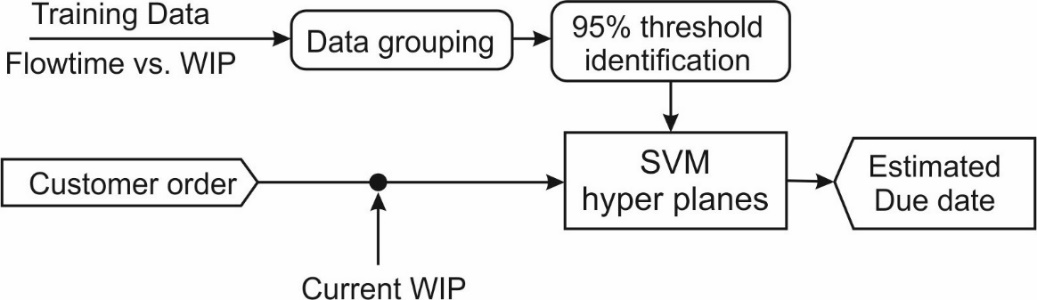 Training Data
Flowtime vs. WIP
Data grouping
95% threshold
identification
Customer order
Current WIP
SVM
hyper planes
Estimated
Due date